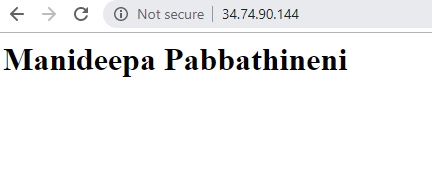 Not secure | 34.74.90.144
Manideepa Pabbathineni